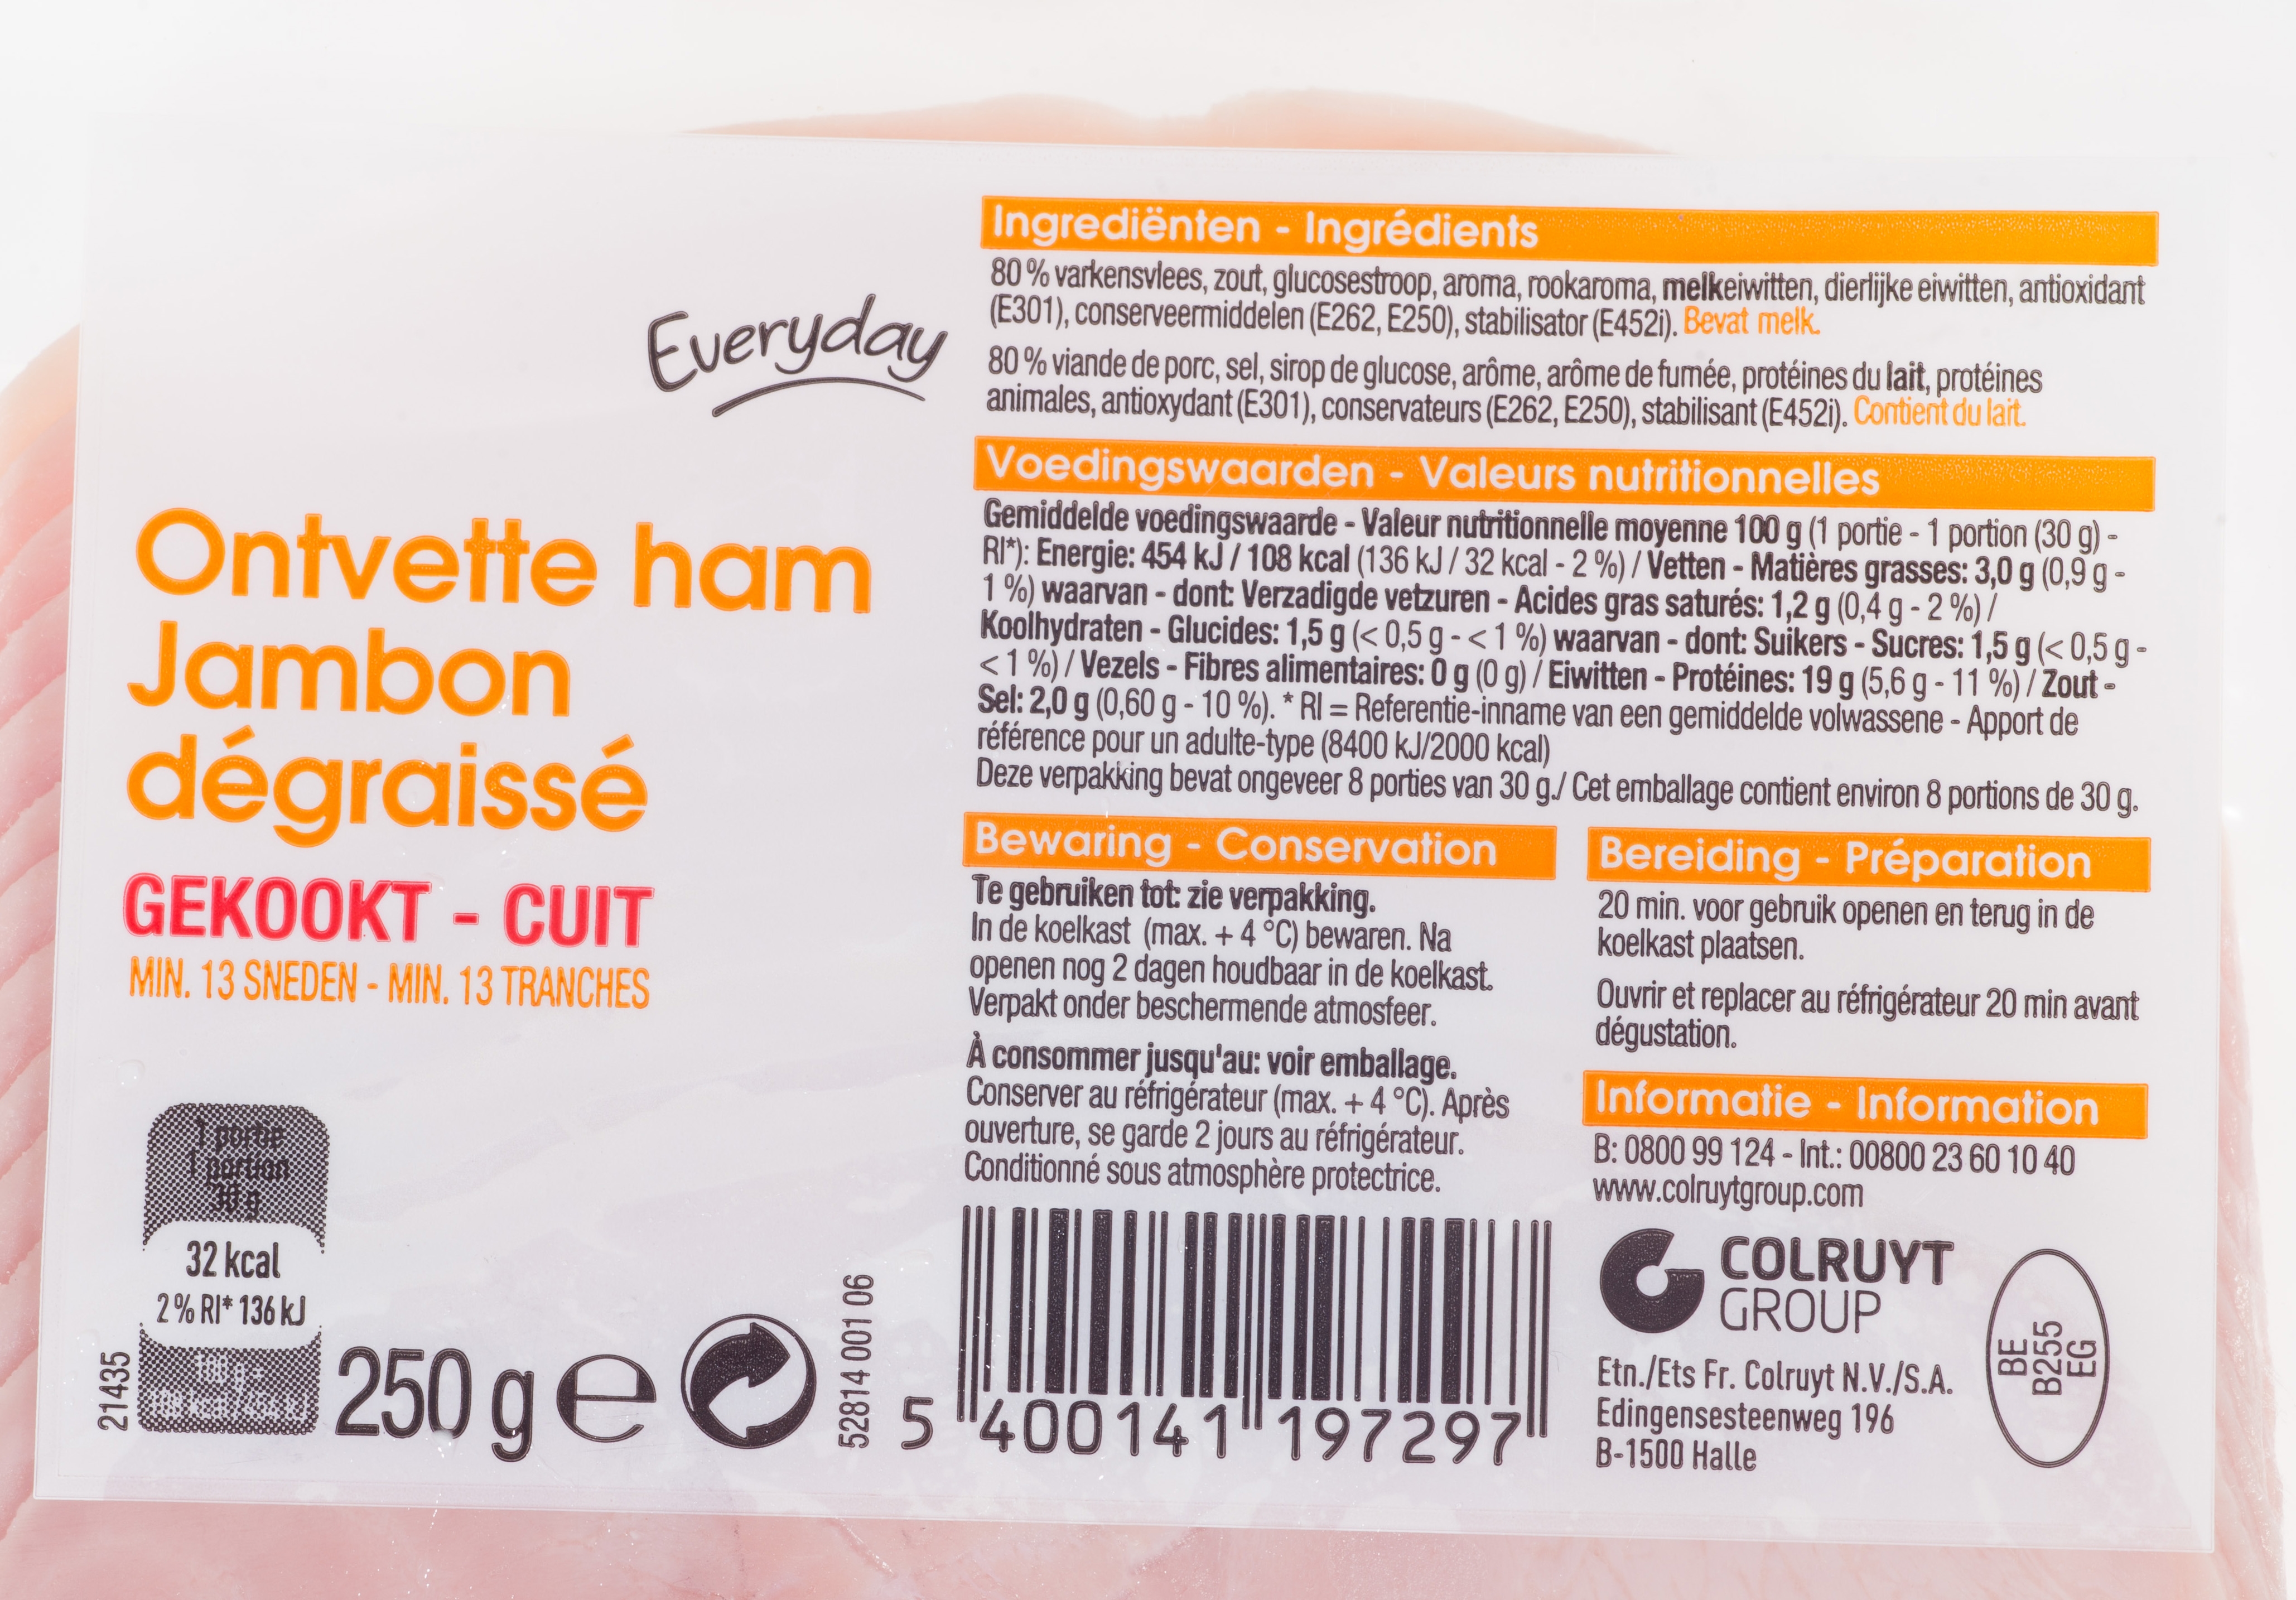 Everyday
Ontvette ham
Jambon
dégraissé
GEKOOKT - CUIT
MIN. 13 SNEDEN - MIN. 13 TRANCHES
1 portie
1 portion
30 g
32 kcal
2 % RI* 136 kJ
100 g =
21435
250 g e
52814 001 06
Ingrediënten - Ingrédients
80 % varkensvlees, zout, glucosestroop, aroma, rookaroma, melkeiwitten, dierlijke eiwitten, antioxidant
(E301), conserveermiddelen (E262, E250), stabilisator (E452i). Bevat melk.
80 % viande de porc, sel, sirop de glucose, arôme, arôme de fumée, protéines du lait, protéines
animales, antioxydant (E301), conservateurs (E262, E250), stabilisant (E452i). Contient du lait.
Voedingswaarden - Valeurs nutritionnelles
Gemiddelde voedingswaarde - Valeur nutritionnelle moyenne 100 g (1 portie - 1 portion (30 g) -
RI*): Energie: 454 kJ / 108 kcal (136 kJ / 32 kcal - 2 %) / Vetten - Matières grasses: 3,0 g (0,9 g -
1 %) waarvan - dont: Verzadigde vetzuren - Acides gras saturés: 1,2 g (0,4 g - 2 %) /
Koolhydraten - Glucides: 1,5 g (< 0,5 g - < 1 %) waarvan - dont: Suikers - Sucres: 1,5 g (< 0,5 g -
< 1 %) / Vezels - Fibres alimentaires: 0 g (0 g) / Eiwitten - Protéines: 19 g (5,6 g - 11 %) / Zout -
Sel: 2,0 g (0,60 g - 10 %). * RI = Referentie-inname van een gemiddelde volwassene - Apport de
référence pour un adulte-type (8400 kJ/2000 kcal)
Deze verpakking bevat ongeveer 8 porties van 30 g./ Cet emballage contient environ 8 portions de 30 g.
Bewaring - Conservation
Te gebruiken tot: zie verpakking.
In de koelkast (max. + 4 °C) bewaren. Na
openen nog 2 dagen houdbaar in de koelkast.
Verpakt onder beschermende atmosfeer.
À consommer jusqu'au: voir emballage.
Conserver au réfrigérateur (max. + 4 °C). Après
ouverture, se garde 2 jours au réfrigérateur.
Conditionné sous atmosphère protectrice.
5 400141 197297
Bereiding - Préparation
20 min. voor gebruik openen en terug in de
koelkast plaatsen.
Ouvrir et replacer au réfrigérateur 20 min avant
dégustation.
Informatie - Information
B: 0800 99 124 - Int.: 00800 23 60 10 40
www.colruytgroup.com
COLRUYT
GROUP
Etn./Ets Fr. Colruyt N.V./S.A.
Edingensesteenweg 196
B-1500 Halle
BE
B255
EG